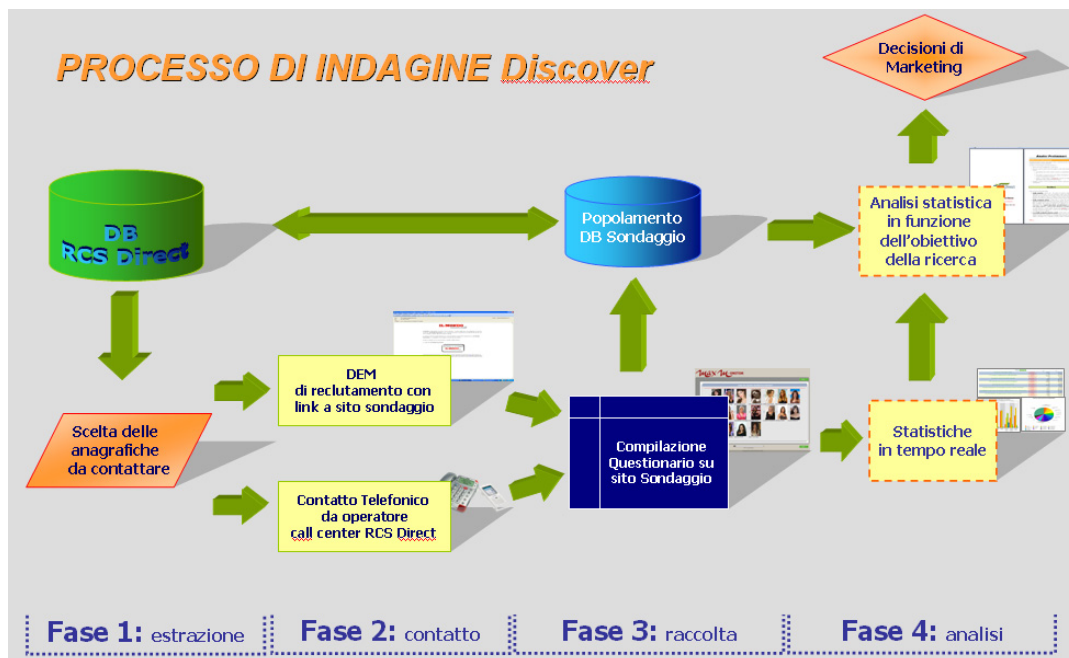 PROCESSO DI INDAGINE Discover
Decisioni di
Marketing
DB
RCS Direct
Popolamento
DB Sondaggio
Analisi statistica
in funzione
dell'obiettivo
della ricerca
DEM
di reclutamento con
link a sito sondaggio
Scelta delle
anagrafiche
da contattare
Compilazione
Questionario su
sito Sondaggio
Statistiche
in tempo reale
Contatto Telefonico
da operatore
call center RCS Direct
Fase 1: estrazione
Fase 2: contatto
Fase 3: raccolta
Fase 4: analisi